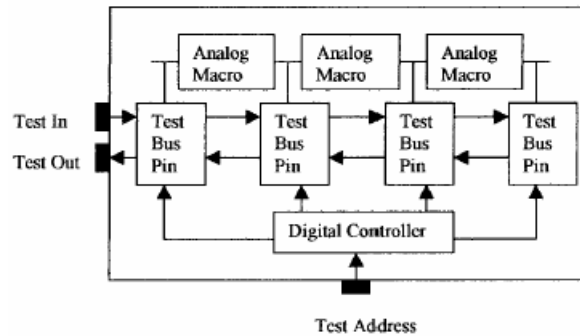 Analog
Macro
Analog
Macro
Analog
Macro
Test In
Test Out
Test
Bus
Pin
Test
Bus
Pin
Test
Bus
Pin
Test
Bus
Pin
Digital Controller
Test Address